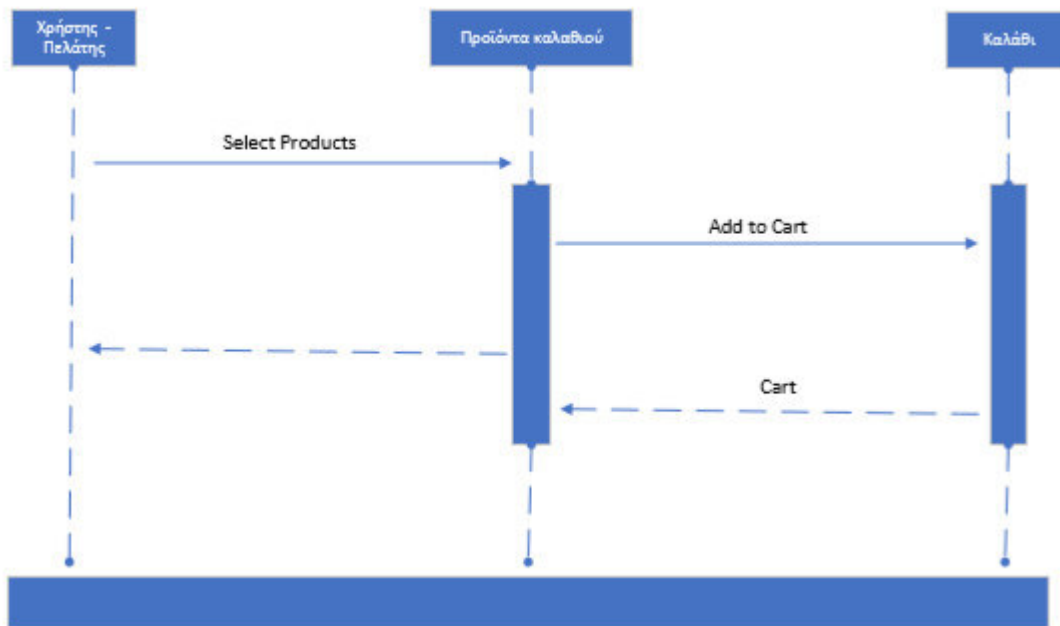 Χρήστης -
Πελάτης
Προϊόντα καλαθιού
Καλάθι
Select Products
Add to Cart
Cart